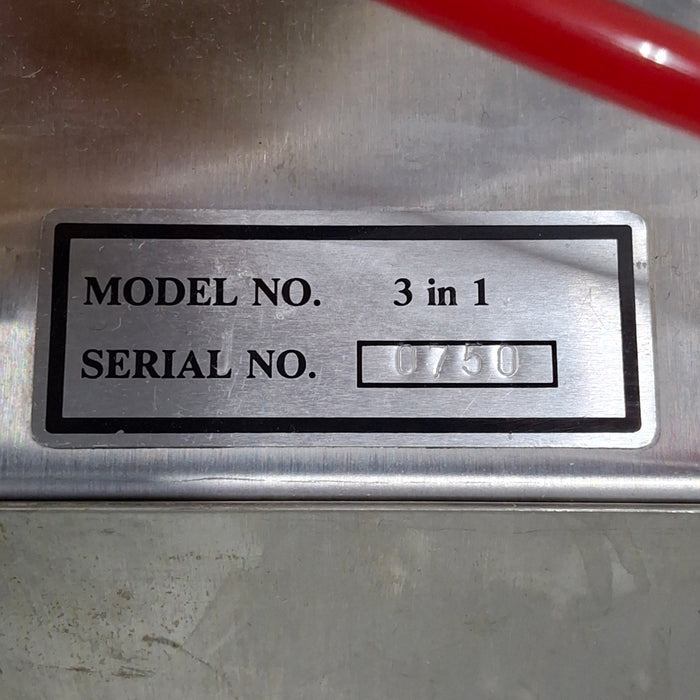 MODEL NO. 3 in 1
SERIAL NO. 0750